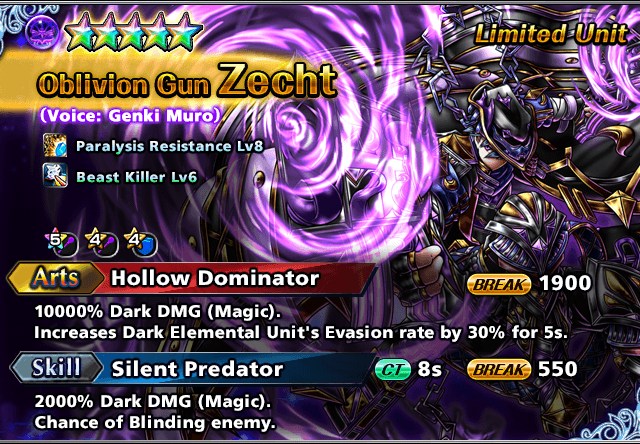 Limited Unit
Oblivion Gun Zecht
(Voice: Genki Muro)
Paralysis Resistance Lv8
Beast Killer Lv6
5 4 4
Arts Hollow Dominator BREAK 1900
10000% Dark DMG (Magic).
Increases Dark Elemental Unit's Evasion rate by 30% for 5s.
Skill Silent Predator CT 8s BREAK 550
2000% Dark DMG (Magic).
Chance of Blinding enemy.